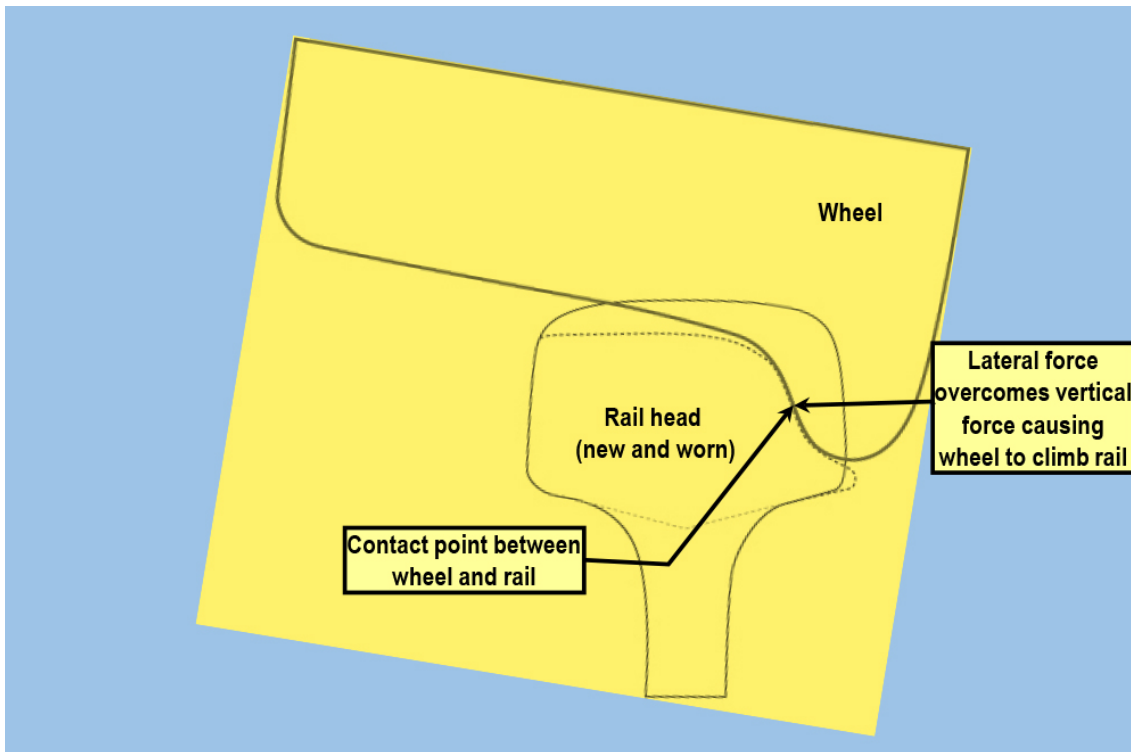 Wheel
Lateral force
overcomes vertical
force causing
wheel to climb rail
Rail head
(new and worn)
Contact point between
wheel and rail